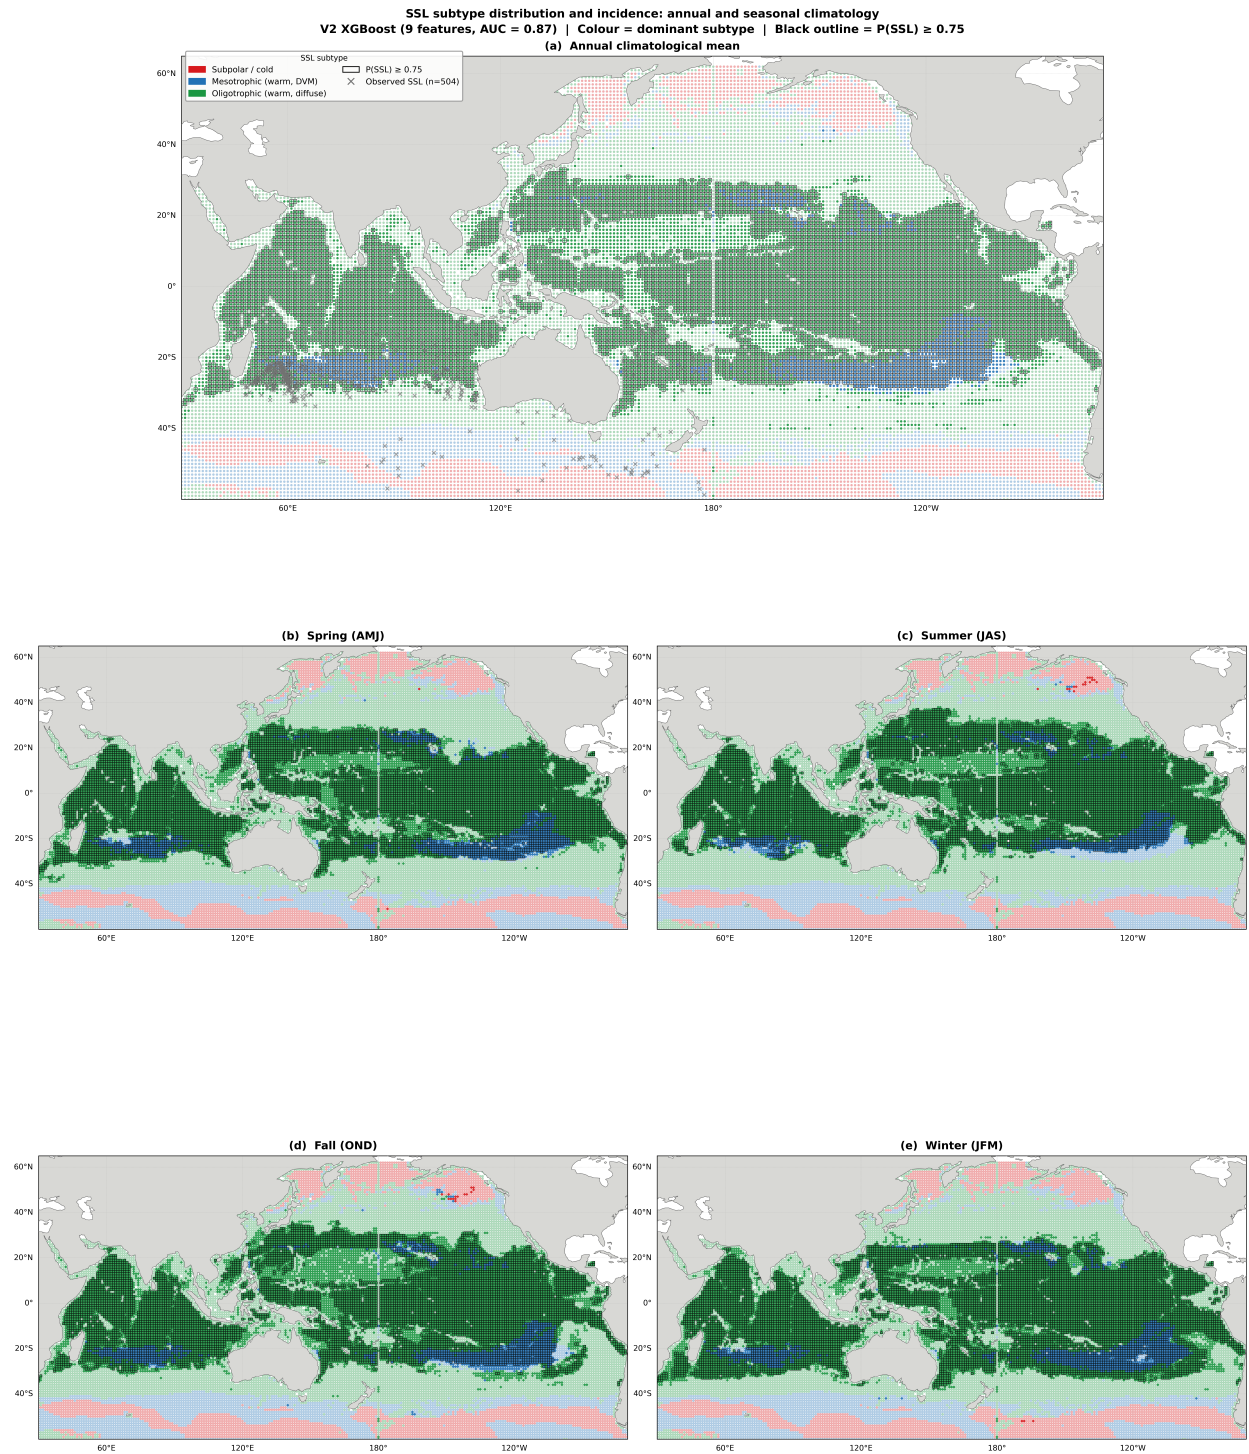 SSL subtype distribution and incidence: annual and seasonal climatology
V2 XGBoost (9 features, AUC = 0.87) | Colour = dominant subtype | Black outline = P(SSL) ≥ 0.75
(a) Annual climatological mean
SSL subtype
Subpolar / cold
P(SSL) ≥ 0.75
Mesotrophic (warm, DVM)
Observed SSL (n=504)
Oligotrophic (warm, diffuse)
60°N
40°N
20°N
0°
20°S
40°S
60°E 120°E 180° 120°W
(b) Spring (AMJ)
60°N
40°N
20°N
0°
20°S
40°S
60°E 120°E 180° 120°W
(c) Summer (JAS)
60°N
40°N
20°N
0°
20°S
40°S
60°E 120°E 180° 120°W
(d) Fall (OND)
60°N
40°N
20°N
0°
20°S
40°S
60°E 120°E 180° 120°W
(e) Winter (JFM)
60°N
40°N
20°N
0°
20°S
40°S
60°E 120°E 180° 120°W